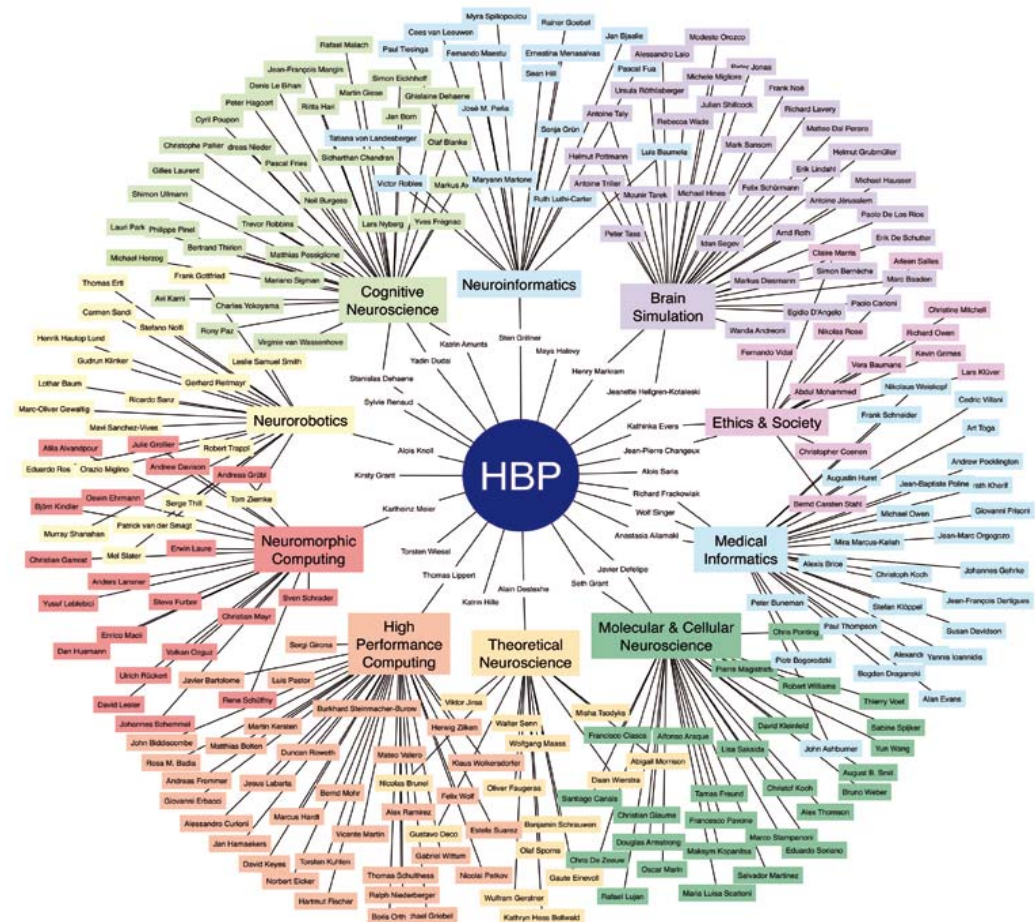 Myra Spiliopoulou
Cees van Leeuwen
Rainer Goebel
Rafael Malach
Paul Tiesinga
Fernando Maestu
Ernestina Menasalvas
Jan Bjaalie
Modesto Orozco
Jean-François Mangin
Simon Eickhhoff
Sean Hill
Alessandro Laio
Pascal Fua
Peter Jonas
Denis Le Bihan
Martin Giese
Ghislaine Dehaene
Ursula Röthlisberger
Michele Migliore
Frank Noë
Peter Hagoort
Riitta Hari
Jan Born
José M. Peña
Antoine Taly
Julian Shillcock
Richard Lavery
Cyril Poupon
Tatiana von Landesberger
Olaf Blanke
Sonja Grün
Rebecca Wade
Matteo Dal Peraro
Christophe Pallier
dreas Nieder
Sidharthan Chandran
Luis Baumela
Mark Sansom
Helmut Grubmüller
Pascal Fries
Helmut Pottmann
Erik Lindahl
Gilles Laurent
Victor Robles
Markus
Maryann Martone
Antoine Triller
Mounir Tarek
Michael Hines
Felix Schürmann
Michael Hausser
Shimon Ullmann
Neil Burgess
Ruth Luthi-Carter
Antoine Jérusalem
Lauri Park
Philippe Pinel
Trevor Robbins
Lars Nyberg
Yves Frégnac
Peter Tass
Idan Segev
Arnd Roth
Paolo De Los Rios
Michael Herzog
Bertrand Thirion
Matthias Pessiglione
Claire Marris
Erik De Schutter
Thomas Ertl
Frank Gottfried
Mariano Sigman
Cognitive
Neuroscience
Neuroinformatics
Brain
Simulation
Markus Diesmann
Simon Bernèche
Arleen Salles
Marc Baaden
Carmen Sandi
Avi Karni
Charles Yokoyama
Egidio D'Angelo
Paolo Carloni
Christine Mitchell
Henrik Hautop Lund
Stefano Nolfi
Rony Paz
Virginie van Wassenhove
Katrin Amunts
Sten Grillner
Maya Halevy
Wanda Andreoni
Nikolas Rose
Richard Owen
Gudrun Klinker
Leslie Samuel Smith
Yadin Dudai
Henry Markram
Fernando Vidal
Vera Baumans
Kevin Grimes
Lothar Baum
Gerhard Reitmayr
Stanislas Dehaene
Jeanette Hellgren-Kotaleski
Abdul Mohammed
Nikolaus Weiskopf
Lars Klüver
Marc-Oliver Gewaltig
Ricardo Sanz
Sylvie Renaud
Cedric Villani
Mavi Sanchez-Vives
Neurorobotics
Kathinka Evers
Ethics & Society
Frank Schneider
Art Toga
Atila Alvandpour
Julie Grollier
Robert Trappl
Alois Knoll
HBP
Jean-Pierre Changeux
Christopher Coenen
Andrew Pocklington
Eduardo Ros
Orazio Miglino
Andrew Davison
Andreas Grübl
Kirsty Grant
Alois Saria
Augustin Huret
Jean-Baptiste Poline
rath Kherif
Oswin Ehrmann
Serge Thill
Tom Ziemke
Richard Frackowiak
Bernd Carsten Stahl
Michael Owen
Giovanni Frisoni
Björn Kindler
Patrick van der Smagt
Karlheinz Meier
Wolf Singer
Murray Shanahan
Neuromorphic
Computing
Anastasia Ailamaki
Medical
Informatics
Mira Marcus-Kalish
Jean-Marc Orgogozo
Christian Gamrat
Mel Slater
Erwin Laure
Torsten Wiesel
Javier Defelipe
Alexis Brice
Christoph Koch
Johannes Gehrke
Anders Lansner
Steve Furber
Sven Schrader
Thomas Lippert
Alain Destexhe
Seth Grant
Peter Buneman
Stefan Klöppel
Jean-François Dartigues
Yusuf Leblebici
Christian Mayr
Katrin Hille
Paul Thompson
Susan Davidson
Enrico Macii
Volkan Ozguz
Sergi Girona
High
Performance
Computing
Theoretical
Neuroscience
Molecular & Cellular
Neuroscience
Chris Ponting
Alexand
Yannis Ioannidis
Dan Husmann
Piotr Bogorodzki
Bogdan Draganski
Ulrich Rückert
Javier Bartolome
Luis Pastor
Pierre Magistretti
Robert Williams
Alan Evans
David Lester
Rene Schüffny
Burkhard Steinmacher-Burow
Viktor Jirsa
Misha Tsodyks
Thierry Voet
Johannes Schemmel
Martin Kersten
Herwig Zilken
Walter Senn
Francisco Clasca
Alfonso Araque
David Kleinfeld
Sabine Spijker
John Biddiscombe
Matthias Bolten
Duncan Roweth
Mateo Valero
Wolfgang Maass
Lisa Saksida
John Ashburner
Yun Wang
Rosa M. Badia
Klaus Wolkersdorfer
Abigail Morrison
Andreas Frommer
Jesus Labarta
Nicolas Brunel
Oliver Faugeras
Daan Wierstra
Christof Koch
August B. Smit
Giovanni Erbacci
Bernd Mohr
Felix Wolf
Santiago Canals
Tamas Freund
Bruno Weber
Alessandro Curioni
Marcus Hardt
Alex Ramirez
Christian Giaume
Francesco Pavone
Alex Thomson
Jan Hamaekers
Vicente Martin
Gustavo Deco
Estela Suarez
Benjamin Schrauwen
Douglas Armstrong
Marco Stampanoni
Eduardo Soriano
David Keyes
Torsten Kuhlen
Gabriel Wittum
Olaf Sporns
Chris De Zeeuw
Maksym Kopanitsa
Norbert Eicker
Thomas Schulthess
Nicolai Petkov
Gaute Einevoll
Oscar Marin
Salvador Martinez
Hartmut Fischer
Ralph Niederberger
Wulfram Gerstner
Rafael Lujan
Maria Luisa Scattoni
Boris Orth
hael Griebel
Kathryn Hess Bellwald